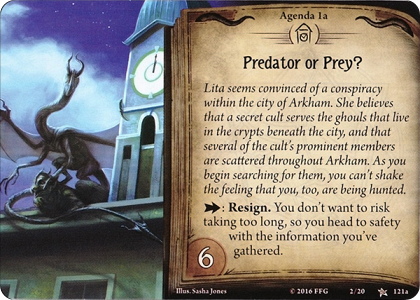 Agenda 1a
Predator or Prey?
Lita seems convinced of a conspiracy
within the city of Arkham. She believes
that a secret cult serves the ghouls that live
in the crypts beneath the city, and that
several of the cult's prominent members
are scattered throughout Arkham. As you
begin searching for them, you can't shake
the feeling that you, too, are being hunted.
: Resign. You don't want to risk
taking too long, so you head to safety
with the information you've
gathered.
6
Illus. Sasha Jones
© 2016 FFG
2/20
121a